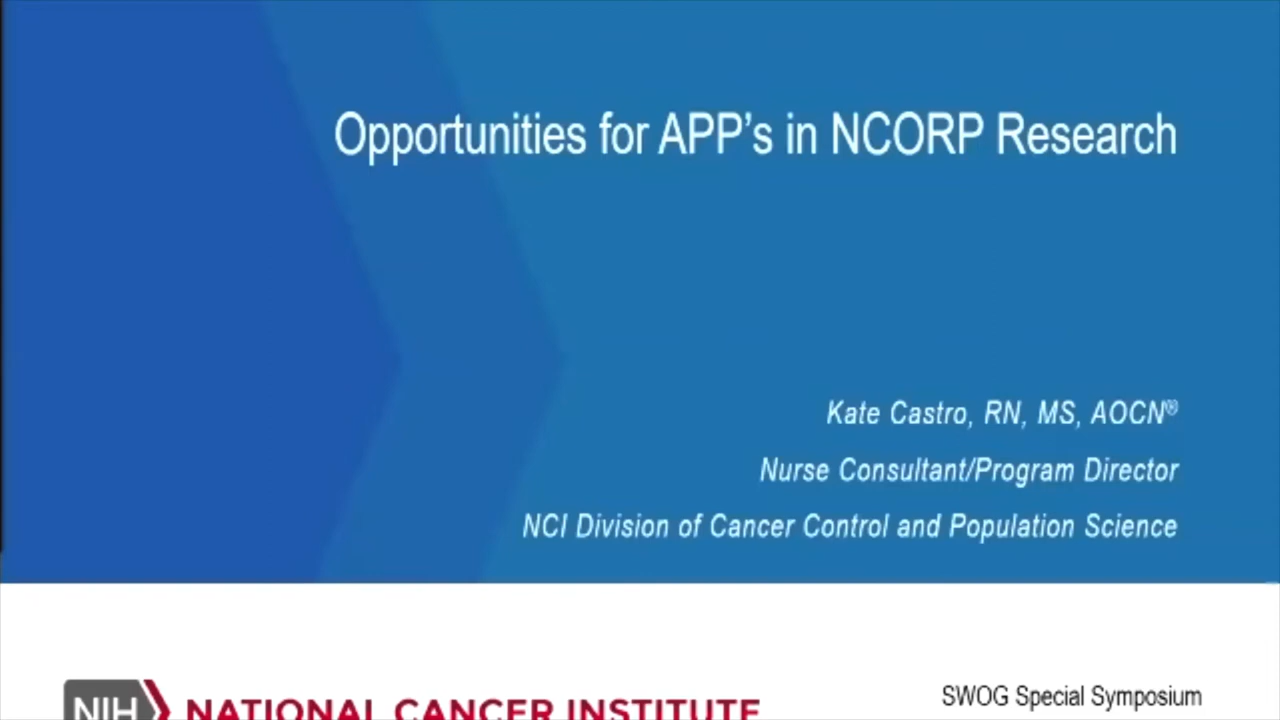 Opportunities for APP’s in NCORP Research
Kate Castro, RN, MS, AOCN®
Nurse Consultant/Program Director
NCI Division of Cancer Control and Population Science
NIH NATIONAL CANCER INSTITUTE
SWOG Special Symposium